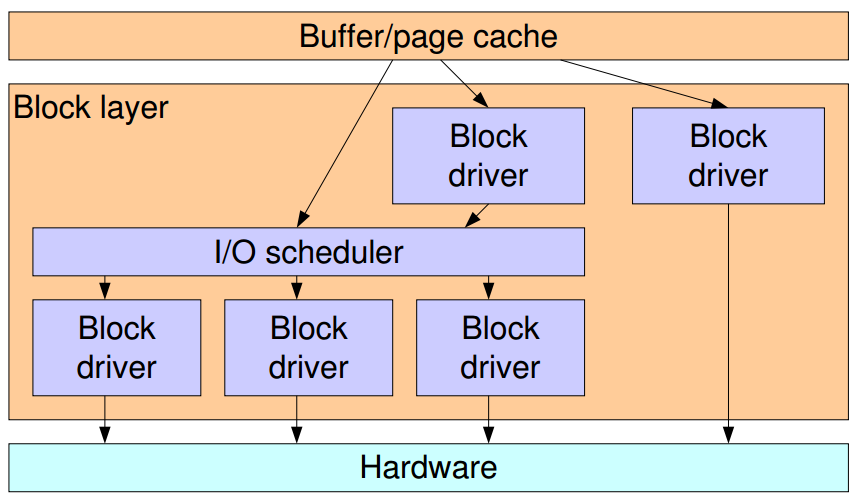 Buffer/page cache
Block layer
Block
driver
Block
driver
I/O scheduler
Block
driver
Block
driver
Block
driver
Hardware